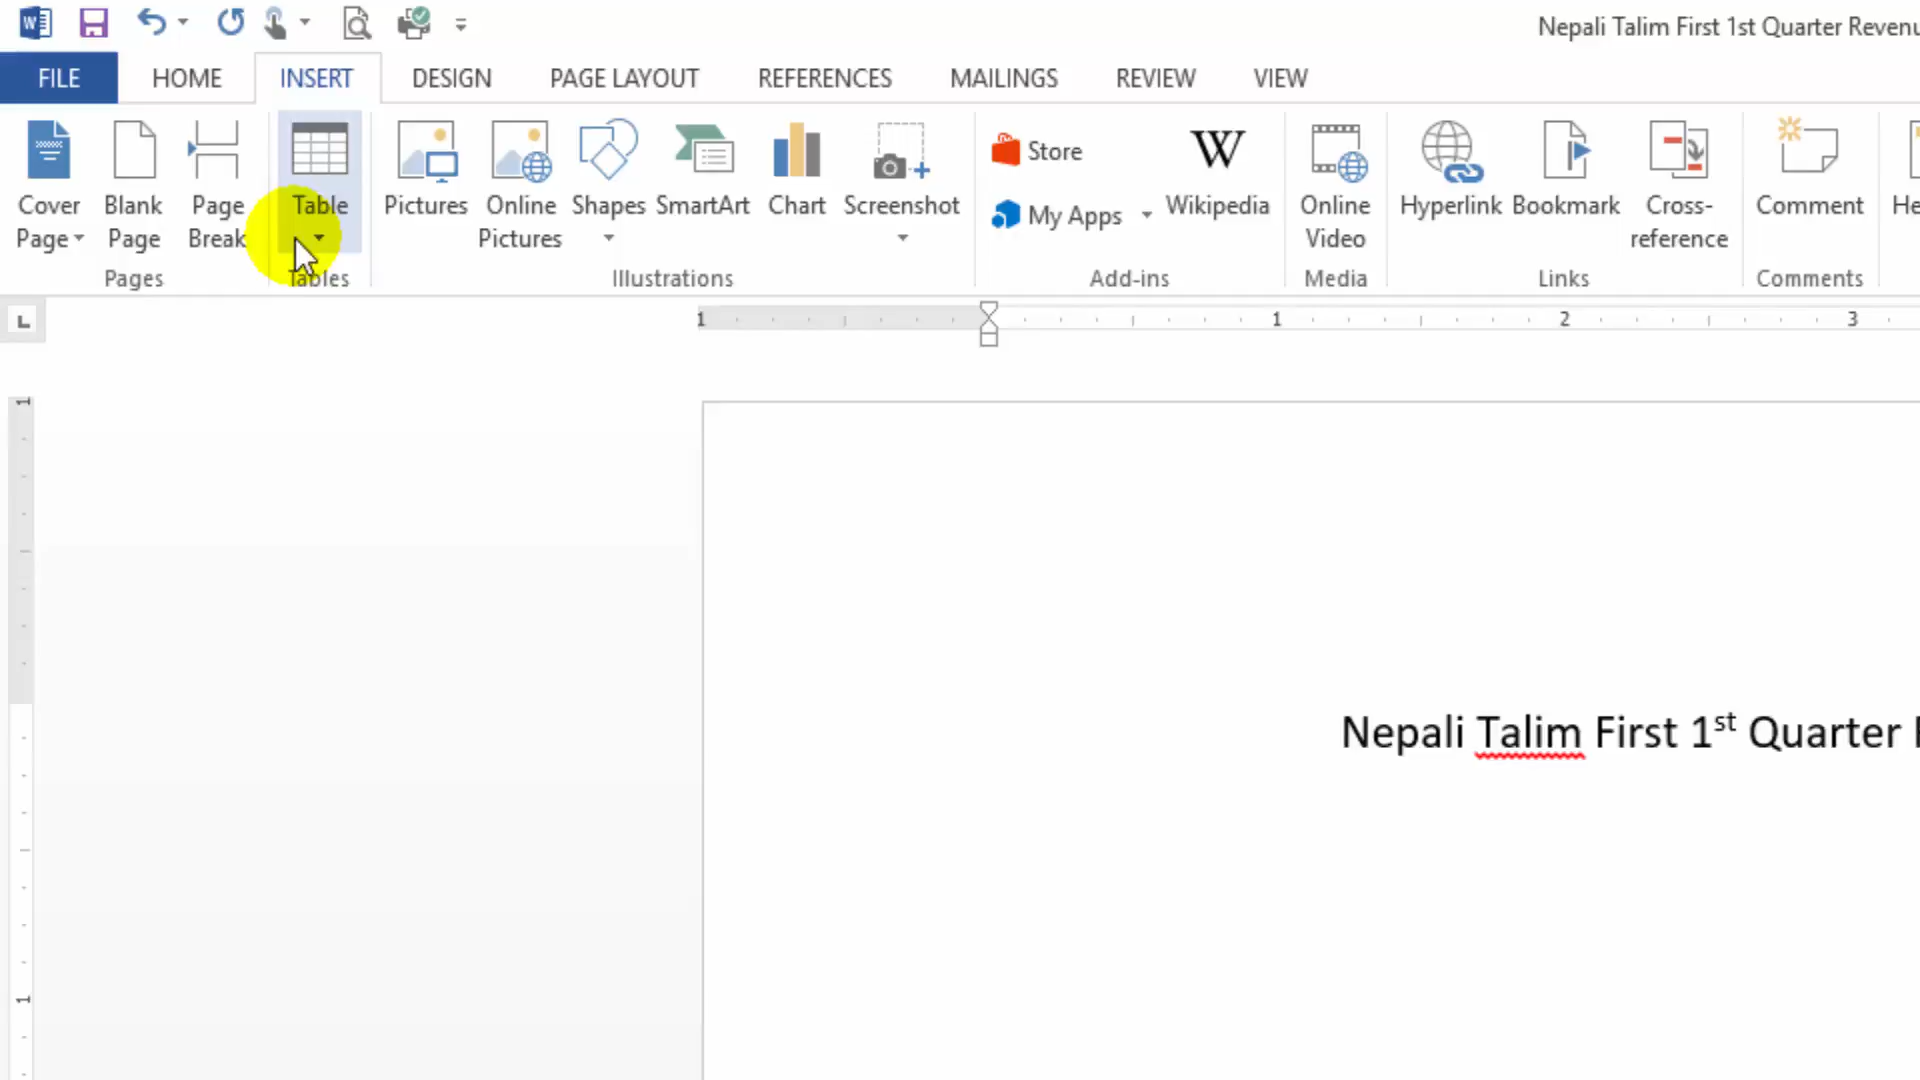 Nepali Talim First 1st Quarter Revenu
FILE HOME INSERT DESIGN PAGE LAYOUT REFERENCES MAILINGS REVIEW VIEW
Cover Page
Blank Page
Page Break
Table
Pictures
Online Pictures
Shapes
SmartArt
Chart
Screenshot
Store
My Apps
W
Wikipedia
Online Video
Hyperlink
Bookmark
Cross-reference
Comment
He
Pages Tables Illustrations Add-ins Media Links Comments
1 1 2 3
1
Nepali Talim First 1st Quarter
1